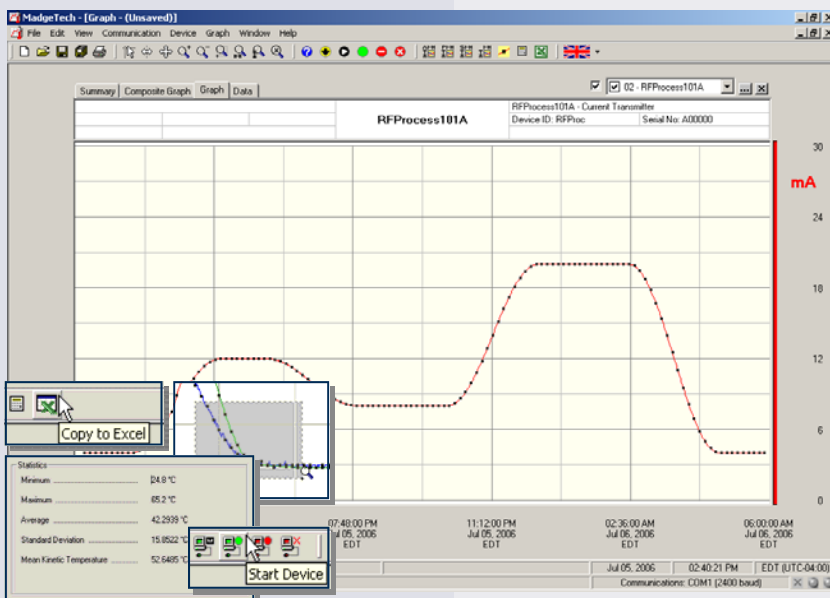 MadgeTech - [Graph - (Unsaved)]
File Edit View Communication Device Graph Window Help
Summary Composite Graph Graph Data
02 - RFProcess101A
RFProcess101A
RFProcess101A - Current Transmitter
Device ID: RFProc Serial No: A00000
30
mA
24
18
12
6
0
Copy to Excel
Statistics
Minimum 24.8 °C
Maximum 65.2 °C
Average 42.2939 °C
Standard Deviation 15.8522 °C
Mean Kinetic Temperature 52.6485 °C
Start Device
07:48:00 PM
Jul 05, 2006
EDT
11:12:00 PM
Jul 05, 2006
EDT
02:36:00 AM
Jul 06, 2006
EDT
06:00:00 AM
Jul 06, 2006
EDT
Jul 05, 2006 02:40:21 PM EDT (UTC-04:00)
Communications: COM1 (2400 baud)